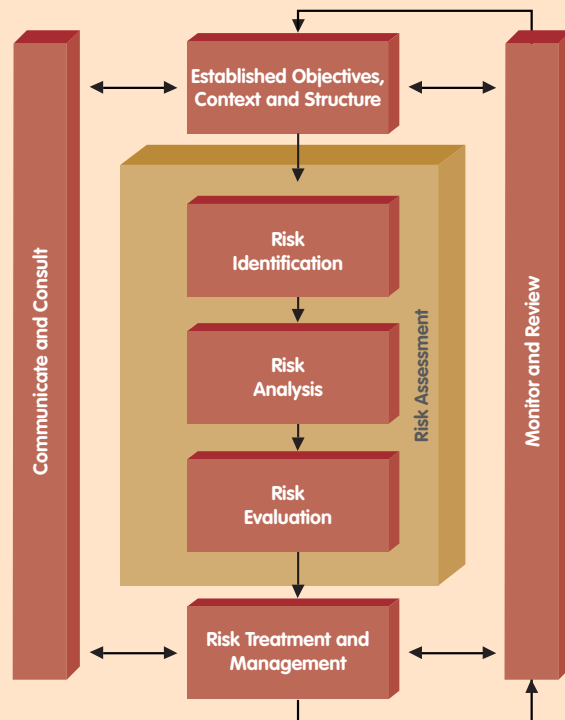 Established Objectives,
Context and Structure
Communicate and Consult
Risk
Identification
Risk
Analysis
Risk
Evaluation
Risk Assessment
Monitor and Review
Risk Treatment and
Management